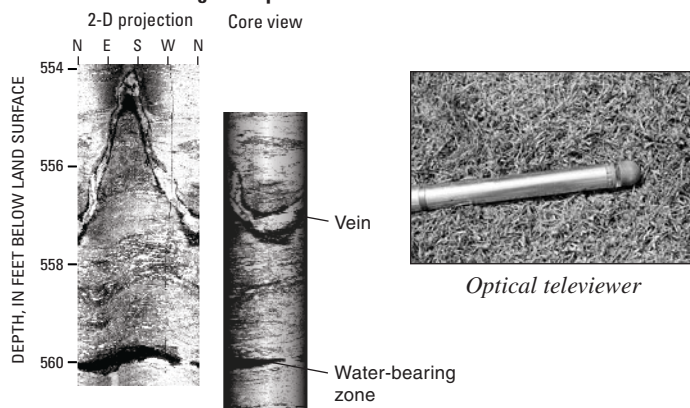 2-D projection
Core view
N E S W N
554
556
558
560
DEPTH, IN FEET BELOW LAND SURFACE
Vein
Water-bearing
zone
Optical televiewer